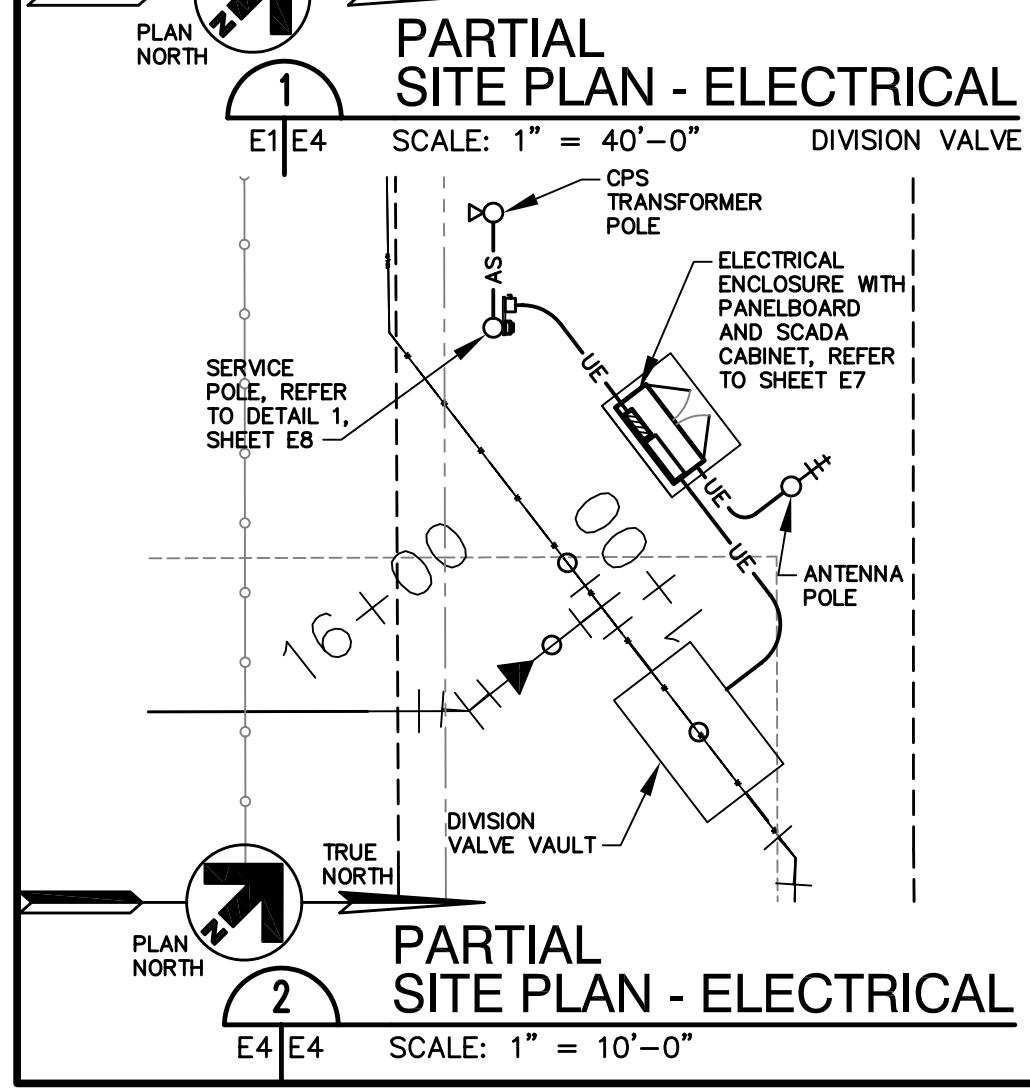 PLAN
NORTH
N
PARTIAL
SITE PLAN - ELECTRICAL
1
E1 E4
SCALE: 1" = 40'-0"
DIVISION VALVE
CPS
TRANSFORMER
POLE
AS
ELECTRICAL
ENCLOSURE WITH
PANELBOARD
AND SCADA
CABINET, REFER
TO SHEET E7
SERVICE
POLE, REFER
TO DETAIL 1,
SHEET E8
UE
UE
UE
ANTENNA
POLE
16+00
1+00
DIVISION
VALVE VAULT
TRUE
NORTH
PLAN
NORTH
N
PARTIAL
SITE PLAN - ELECTRICAL
2
E4 E4
SCALE: 1" = 10'-0"